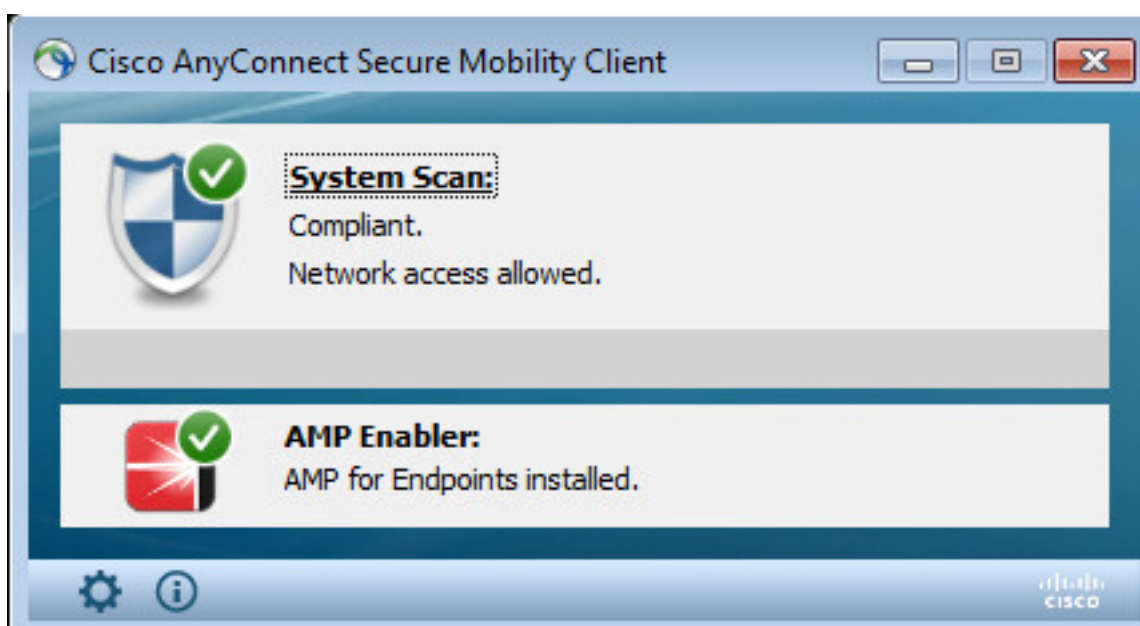 Cisco AnyConnect Secure Mobility Client
System Scan:
Compliant.
Network access allowed.
AMP Enabler:
AMP for Endpoints installed.
CISCO